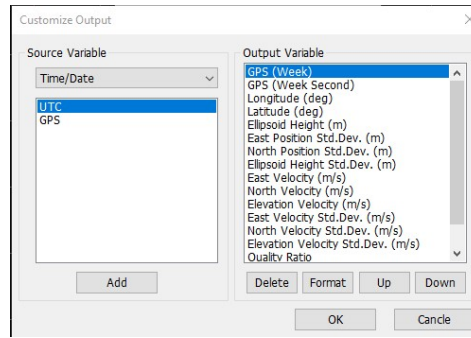 Customize Output
Source Variable
Time/Date
UTC
GPS
Add
Output Variable
GPS (Week)
GPS (Week Second)
Longitude (deg)
Latitude (deg)
Ellipsoid Height (m)
East Position Std.Dev. (m)
North Position Std.Dev. (m)
Ellipsoid Height Std.Dev. (m)
East Velocity (m/s)
North Velocity (m/s)
Elevation Velocity (m/s)
East Velocity Std.Dev. (m/s)
North Velocity Std.Dev. (m/s)
Elevation Velocity Std.Dev. (m/s)
Quality Ratio
Delete Format Up Down
OK Cancle